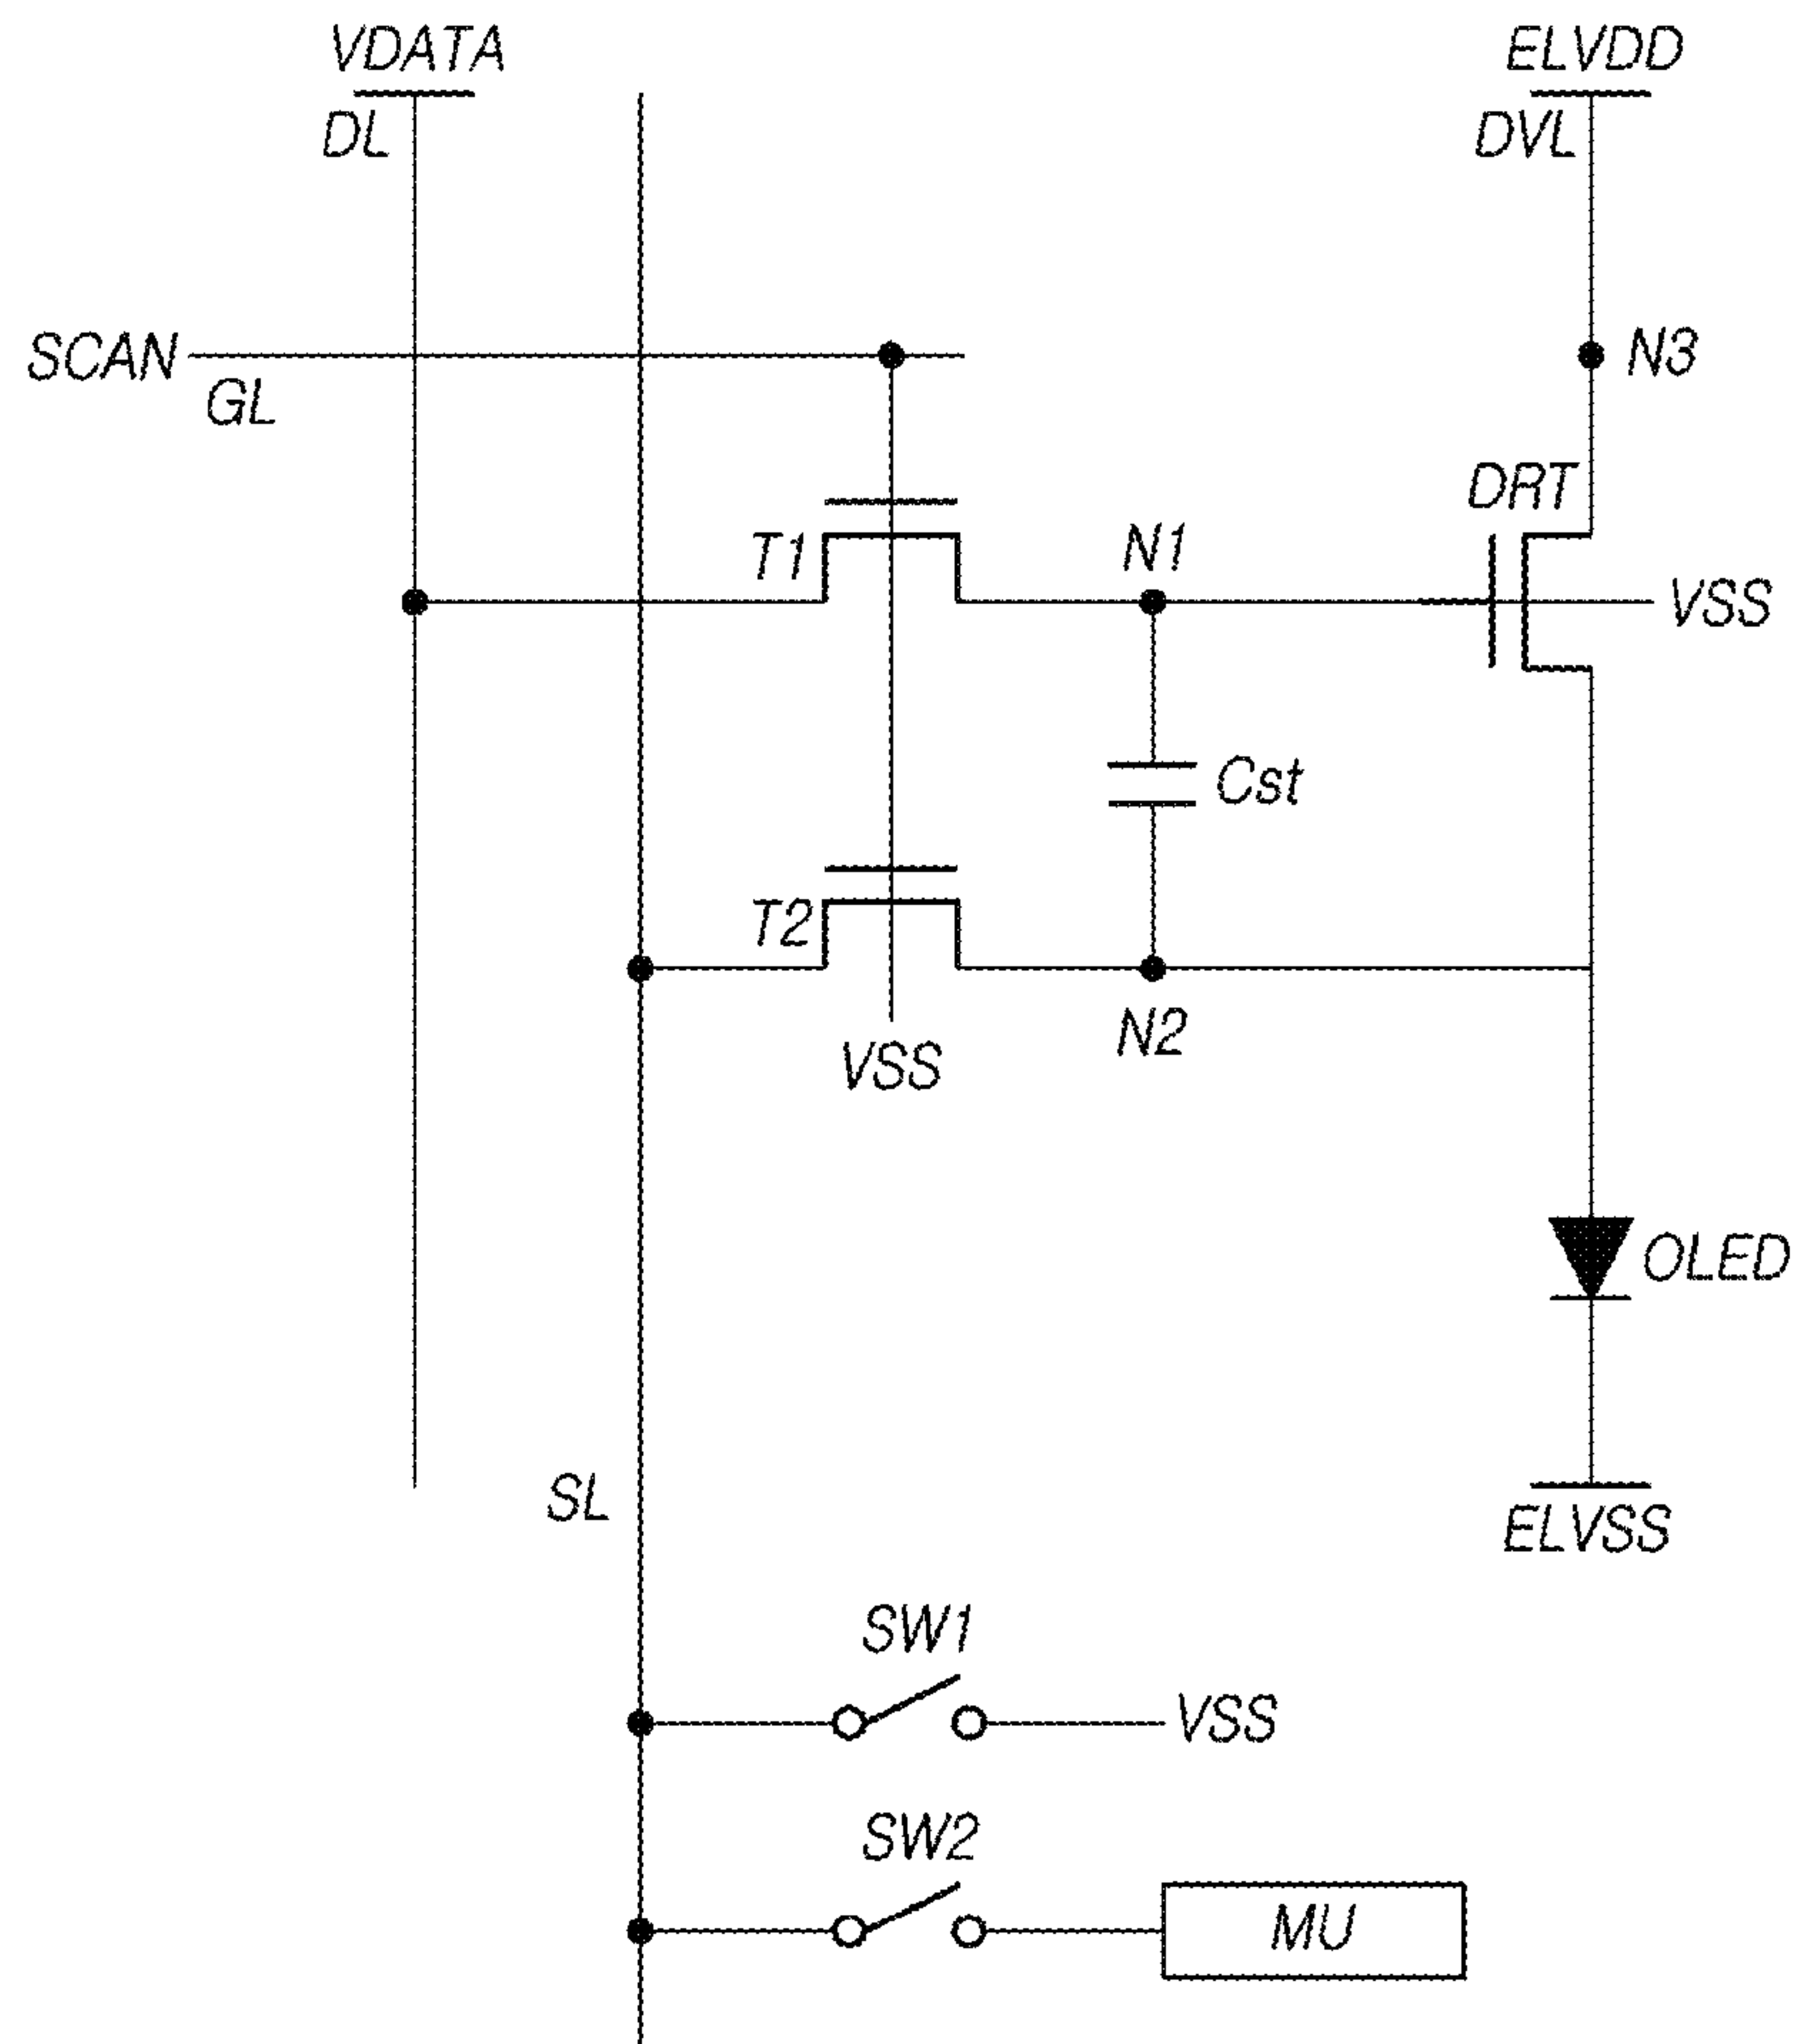 VDATA
ELVDD
DL
DVL
SCAN
GL
N3
DRT
T1
N1
VSS
Cst
T2
N2
VSS
OLED
SL
ELVSS
SW1
VSS
SW2
MU